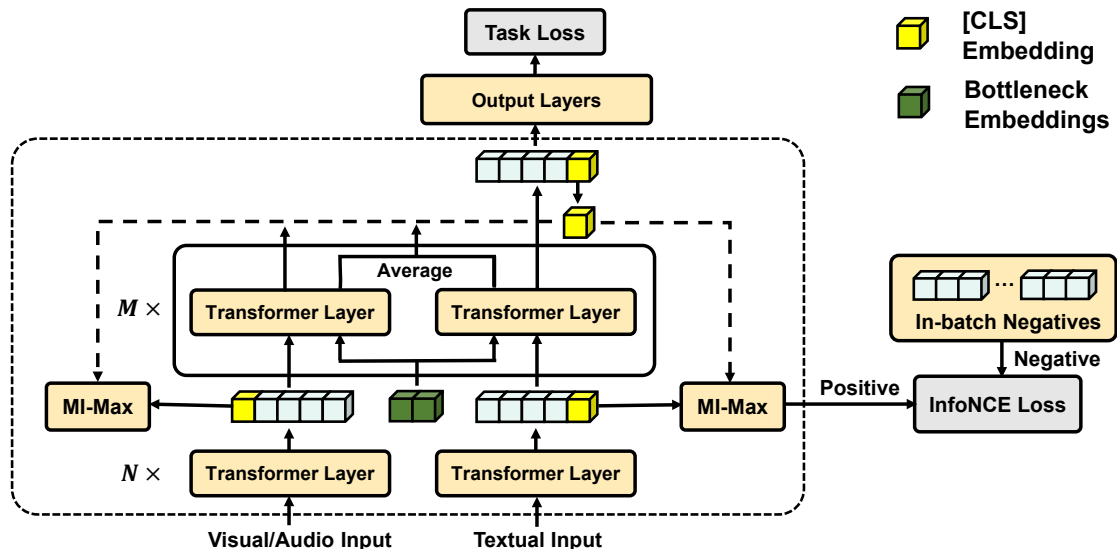 Task Loss
[CLS]
Embedding
Output Layers
Bottleneck
Embeddings
Average
M ×
Transformer Layer
Transformer Layer
...
In-batch Negatives
Negative
MI-Max
MI-Max
Positive
InfoNCE Loss
N ×
Transformer Layer
Transformer Layer
Visual/Audio Input
Textual Input